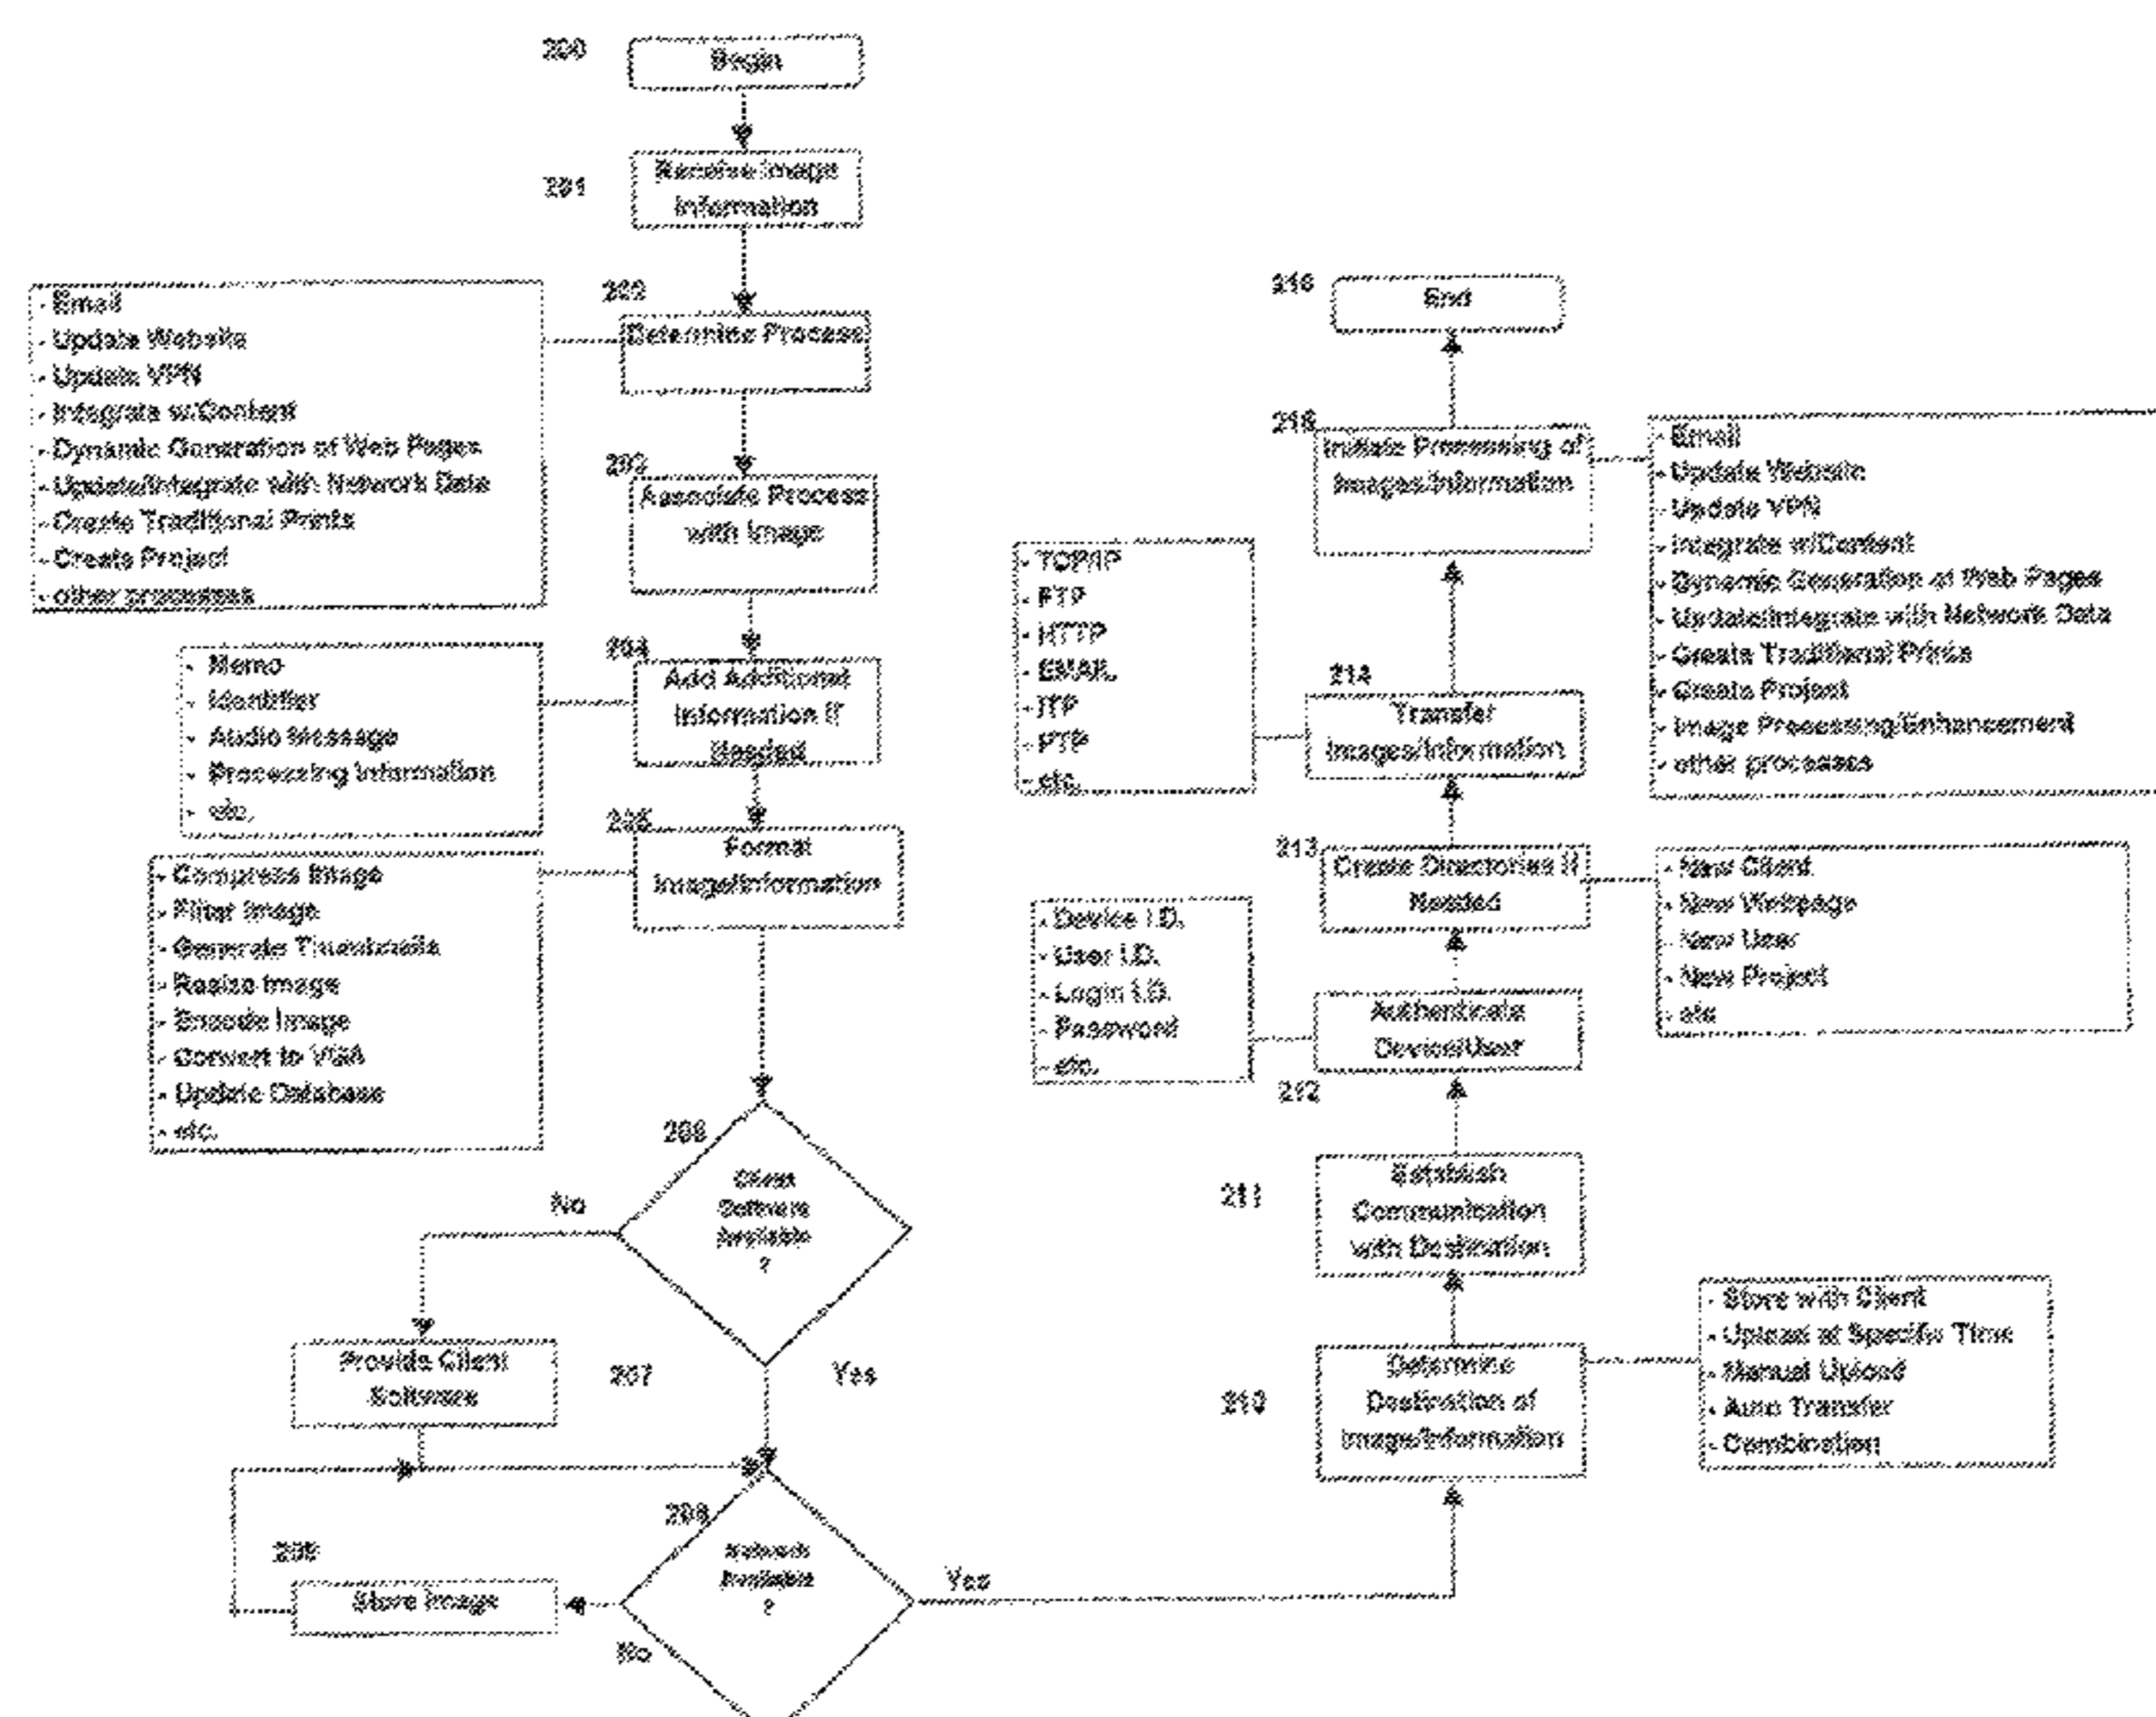 200
Begin
201
Receive Image
Information
202
Determine Process
- Email
- Update Website
- Update VPN
- Integrate w/Content
- Dynamic Generation of Web Pages
- Update/Integrate with Network Data
- Create Traditional Prints
- Create Project
- other processes
203
Associate Process
with Image
204
Add Additional
Information if
Needed
- Memo
- Identifier
- Audio Message
- Processing Information
- etc.
205
Format
Image/Information
- Compress Image
- Filter Image
- Generate Thumbnails
- Resize Image
- Encode Image
- Convert to VGA
- Update Database
- etc.
206
Client
Software
Available
?
No
Yes
207
Provide Client
Software
208
Network
Available
?
No
Yes
209
Store Image
210
Determine
Destination of
Image/Information
- Store with Client
- Upload at Specific Time
- Manual Upload
- Auto Transfer
- Combination
211
Establish
Communication
with Destination
212
Authenticate
Device/User
- Device I.D.
- User I.D.
- Login I.D.
- Password
- etc.
213
Create Directories if
Needed
- New Client
- New Webpage
- New User
- New Project
- etc
214
Transfer
Images/Information
- TCP/IP
- FTP
- HTTP
- EMAIL
- ITP
- PTP
- etc.
Initiate Processing of
Images/Information
- Email
- Update Website
- Update VPN
- Integrate w/Content
- Dynamic Generation of Web Pages
- Update/Integrate with Network Data
- Create Traditional Prints
- Create Project
- Image Processing/Enhancement
- other processes
216
End